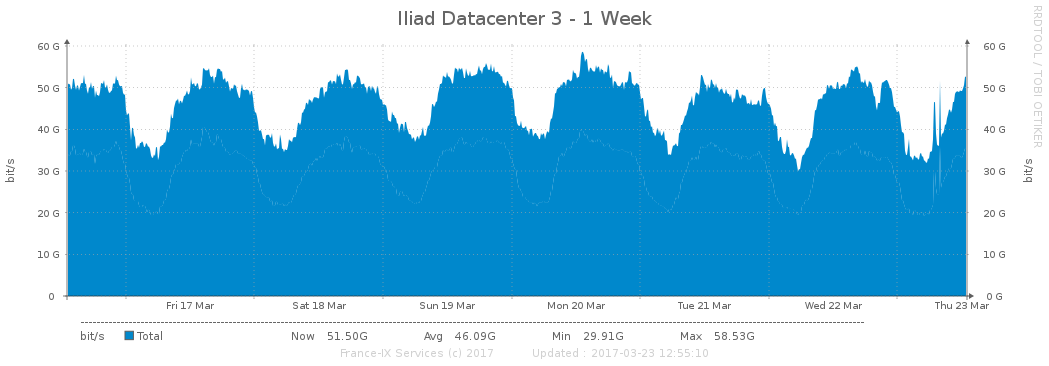 Iliad Datacenter 3 - 1 Week
RRDTOOL / TOBI OETIKER
60 G 60 G
50 G 50 G
40 G 40 G
30 G 30 G
20 G 20 G
10 G 10 G
0 0 G
bit/s bit/s
Fri 17 Mar Sat 18 Mar Sun 19 Mar Mon 20 Mar Tue 21 Mar Wed 22 Mar Thu 23 Mar
bit/s Total Now 51.50G Avg 46.09G Min 29.91G Max 58.53G
France-IX Services (c) 2017 Updated : 2017-03-23 12:55:10